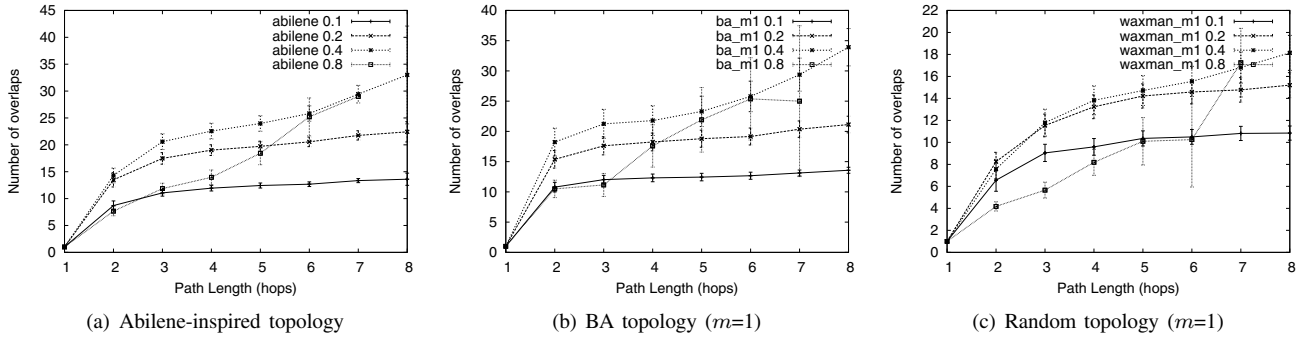 45
40
35
30
25
20
15
10
5
0
Number of overlaps
abilene 0.1
abilene 0.2
abilene 0.4
abilene 0.8
1 2 3 4 5 6 7 8
Path Length (hops)
(a) Abilene-inspired topology
40
35
30
25
20
15
10
5
0
Number of overlaps
ba_m1 0.1
ba_m1 0.2
ba_m1 0.4
ba_m1 0.8
1 2 3 4 5 6 7 8
Path Length (hops)
(b) BA topology (m=1)
22
20
18
16
14
12
10
8
6
4
2
0
Number of overlaps
waxman_m1 0.1
waxman_m1 0.2
waxman_m1 0.4
waxman_m1 0.8
1 2 3 4 5 6 7 8
Path Length (hops)
(c) Random topology (m=1)